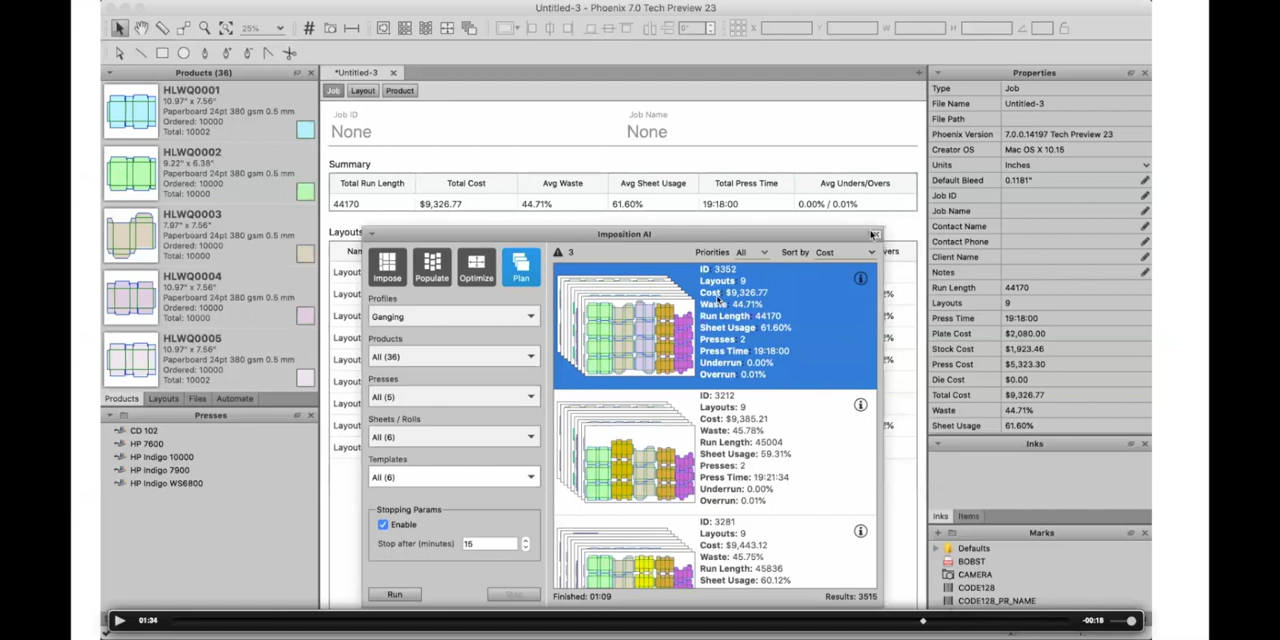 Untitled-3 - Phoenix 7.0 Tech Preview 23
25%
0°
X
Y
W
H
Products (36)
HLWQ0001
10.97" x 7.56"
Paperboard 24pt 380 gsm 0.5 mm
Ordered: 10000
Total: 10002
HLWQ0002
9.22" x 6.38"
Paperboard 24pt 380 gsm 0.5 mm
Ordered: 10000
Total: 10000
HLWQ0003
7.97" x 7.56"
Paperboard 24pt 380 gsm 0.5 mm
Ordered: 10000
Total: 10000
HLWQ0004
10.97" x 7.56"
Paperboard 24pt 380 gsm 0.5 mm
Ordered: 10000
Total: 10000
HLWQ0005
10.97" x 7.56"
Paperboard 24pt 380 gsm 0.5 mm
Ordered: 10000
Total: 10002
Products Layouts Files Automate
Presses
CD 102
HP 7600
HP Indigo 10000
HP Indigo 7900
HP Indigo WS6800
*Untitled-3
Job Layout Product
Job ID Job Name
None None
Summary
Total Run Length Total Cost Avg Waste Avg Sheet Usage Total Press Time Avg Unders/Overs
44170 $9,326.77 44.71% 61.60% 19:18:00 0.00% / 0.01%
Layouts
Imposition AI
Impose Populate Optimize Plan
Profiles
Ganging
Products
All (36)
Presses
All (5)
Sheets / Rolls
All (6)
Templates
All (6)
Stopping Params
Enable
Stop after (minutes) 15
Run Stop
3 Priorities All Sort by Cost
ID: 3352
Layouts: 9
Cost: $9,326.77
Waste: 44.71%
Run Length: 44170
Sheet Usage: 61.60%
Presses: 2
Press Time: 19:18:00
Underrun: 0.00%
Overrun: 0.01%
ID: 3212
Layouts: 9
Cost: $9,385.21
Waste: 45.78%
Run Length: 45004
Sheet Usage: 59.31%
Presses: 2
Press Time: 19:21:34
Underrun: 0.00%
Overrun: 0.01%
ID: 3281
Layouts: 9
Cost: $9,443.12
Waste: 45.75%
Run Length: 45836
Sheet Usage: 60.12%
Finished: 01:09 Results: 3515
Properties
Type Job
File Name Untitled-3
File Path
Phoenix Version 7.0.0.14197 Tech Preview 23
Creator OS Mac OS X 10.15
Units Inches
Default Bleed 0.1181"
Job ID
Job Name
Contact Name
Contact Phone
Client Name
Notes
Run Length 44170
Layouts 9
Press Time 19:18:00
Plate Cost $2,080.00
Stock Cost $1,923.46
Press Cost $5,323.30
Die Cost $0.00
Total Cost $9,326.77
Waste 44.71%
Sheet Usage 61.60%
Inks
Inks Items
Marks
Defaults
BOBST
CAMERA
CODE128
CODE128_PR_NAME
01:34 -00:18